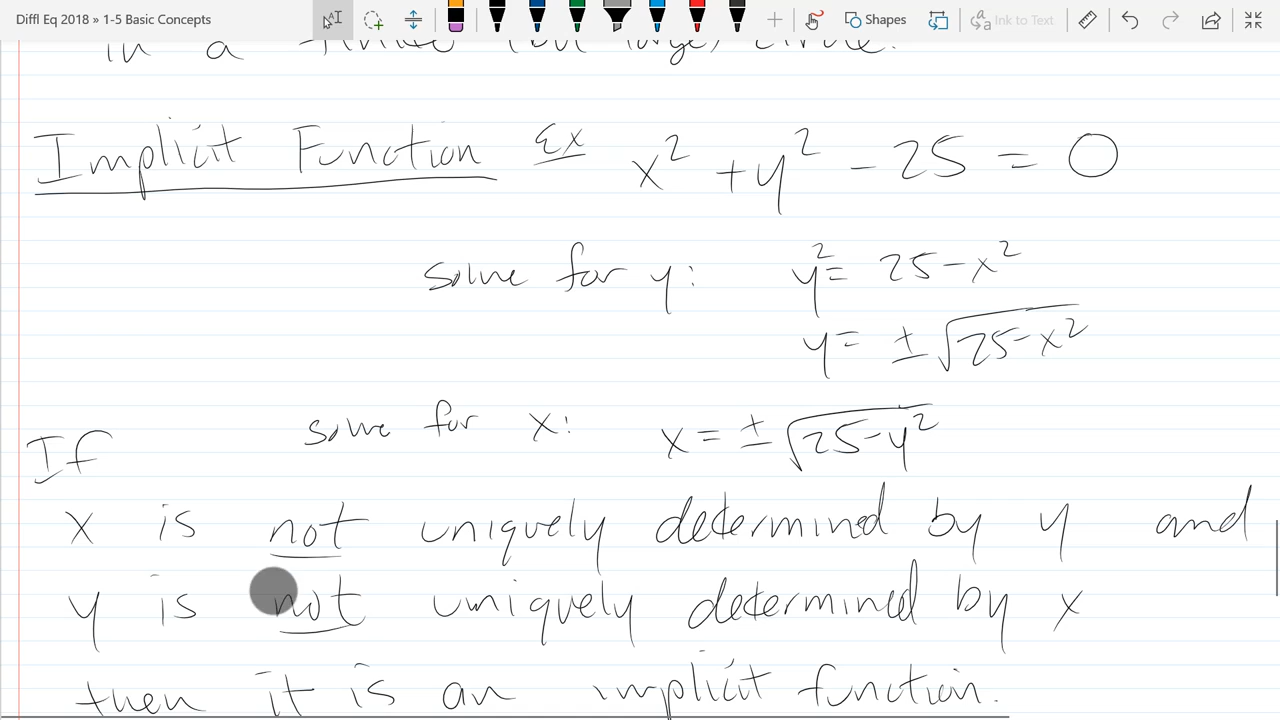 Diffl Eq 2018 » 1-5 Basic Concepts
Shapes
Ink to Text
in a
Implicit Function Ex x² + y² - 25 = 0
solve for y: y² = 25 - x²
y = ± √(25-x²)
solve for x: x = ± √(25-y²)
If
x is not uniquely determined by y and
y is not uniquely determined by x
then it is an implicit function.